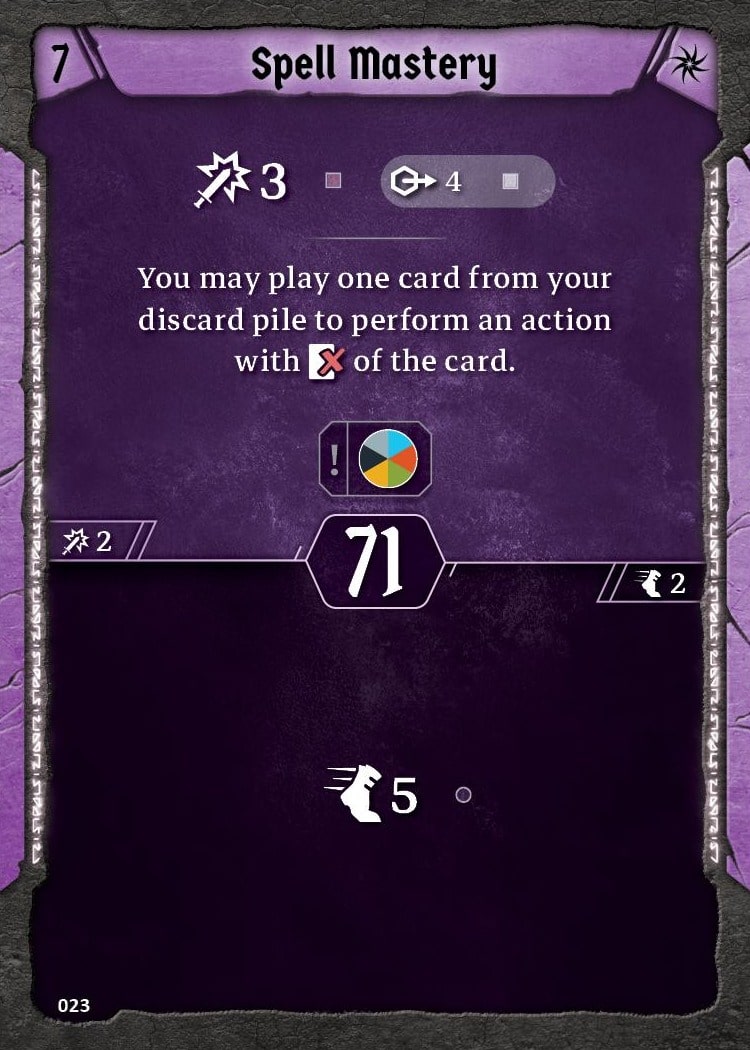 7
Spell Mastery
3
4
You may play one card from your
discard pile to perform an action
with of the card.
!
2
71
2
5
023